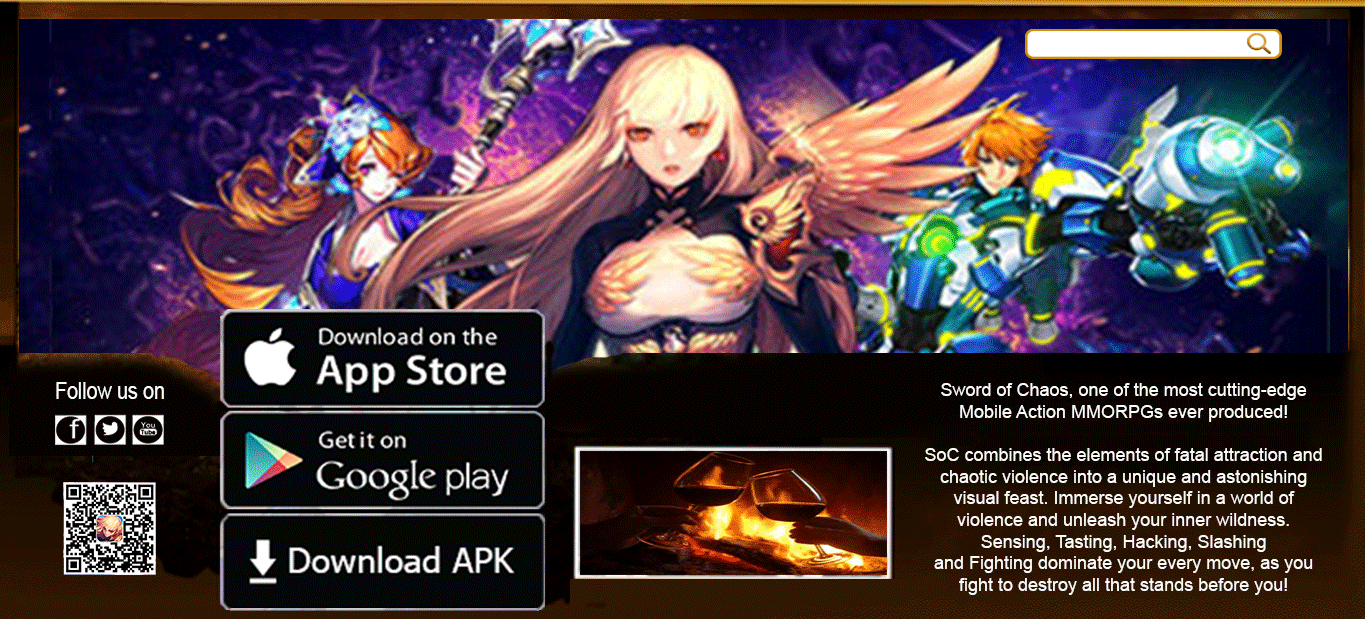 Follow us on
f
You
Tube
Download on the
App Store
Get it on
Google play
Download APK
Sword of Chaos, one of the most cutting-edge
Mobile Action MMORPGs ever produced!
SoC combines the elements of fatal attraction and
chaotic violence into a unique and astonishing
visual feast. Immerse yourself in a world of
violence and unleash your inner wildness.
Sensing, Tasting, Hacking, Slashing
and Fighting dominate your every move, as you
fight to destroy all that stands before you!